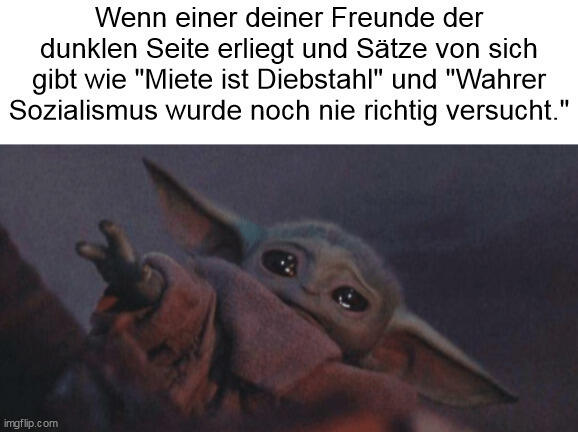 Wenn einer deiner Freunde der
dunklen Seite erliegt und Sätze von sich
gibt wie "Miete ist Diebstahl" und "Wahrer
Sozialismus wurde noch nie richtig versucht."
imgflip.com